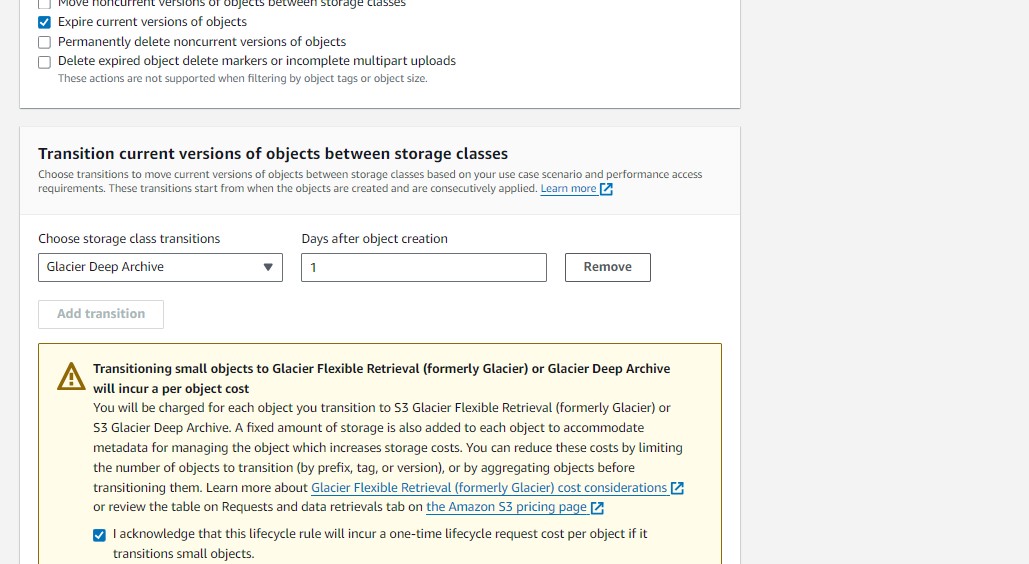 Move noncurrent versions of objects between storage classes
Expire current versions of objects
Permanently delete noncurrent versions of objects
Delete expired object delete markers or incomplete multipart uploads
These actions are not supported when filtering by object tags or object size.
Transition current versions of objects between storage classes
Choose transitions to move current versions of objects between storage classes based on your use case scenario and performance access
requirements. These transitions start from when the objects are created and are consecutively applied. Learn more
Choose storage class transitions
Days after object creation
Glacier Deep Archive
1
Remove
Add transition
Transitioning small objects to Glacier Flexible Retrieval (formerly Glacier) or Glacier Deep Archive
will incur a per object cost
You will be charged for each object you transition to S3 Glacier Flexible Retrieval (formerly Glacier) or
S3 Glacier Deep Archive. A fixed amount of storage is also added to each object to accommodate
metadata for managing the object which increases storage costs. You can reduce these costs by limiting
the number of objects to transition (by prefix, tag, or version), or by aggregating objects before
transitioning them. Learn more about Glacier Flexible Retrieval (formerly Glacier) cost considerations
or review the table on Requests and data retrievals tab on the Amazon S3 pricing page
I acknowledge that this lifecycle rule will incur a one-time lifecycle request cost per object if it
transitions small objects.